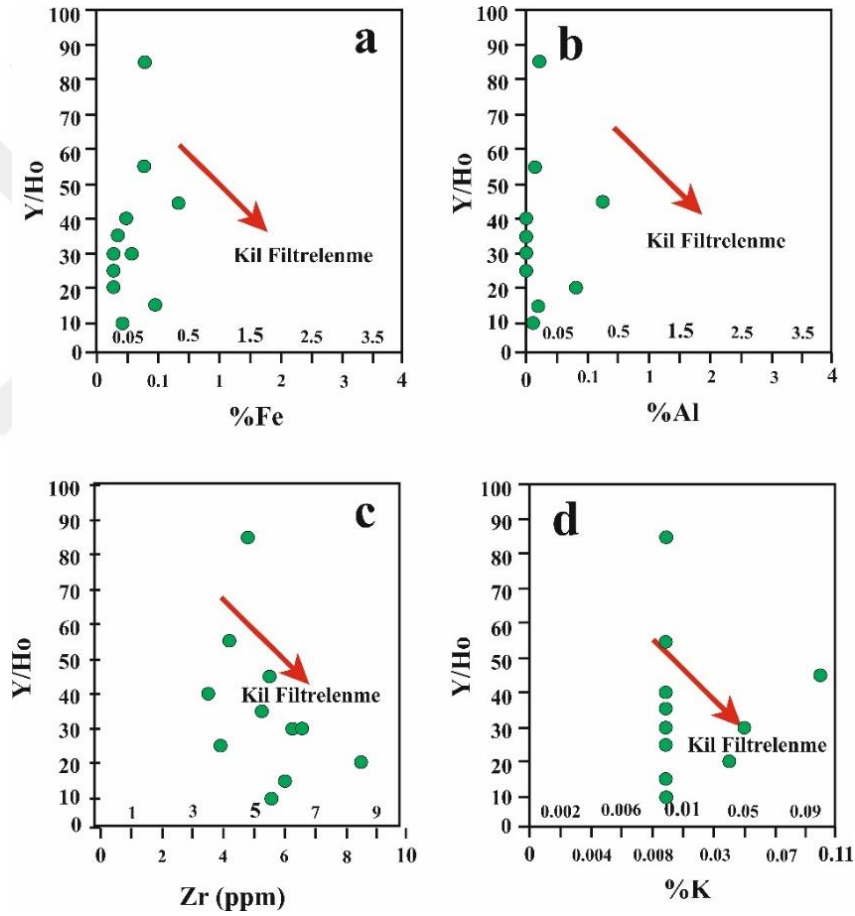 a
100
90
80
70
60
50
40
30
20
10
0
Y/Ho
Kil Filtrelenme
0.05 0.5 1.5 2.5 3.5
0 0.1 1 2 3 4
%Fe
b
100
90
80
70
60
50
40
30
20
10
0
Y/Ho
Kil Filtrelenme
0.05 0.5 1.5 2.5 3.5
0 0.1 1 2 3 4
%Al
c
100
90
80
70
60
50
40
30
20
10
0
Y/Ho
Kil Filtrelenme
1 3 5 7 9
0 2 4 6 8 10
Zr (ppm)
d
100
90
80
70
60
50
40
30
20
10
0
Y/Ho
Kil Filtrelenme
0.002 0.006 0.01 0.05 0.09
0 0.004 0.008 0.03 0.07 0.11
%K